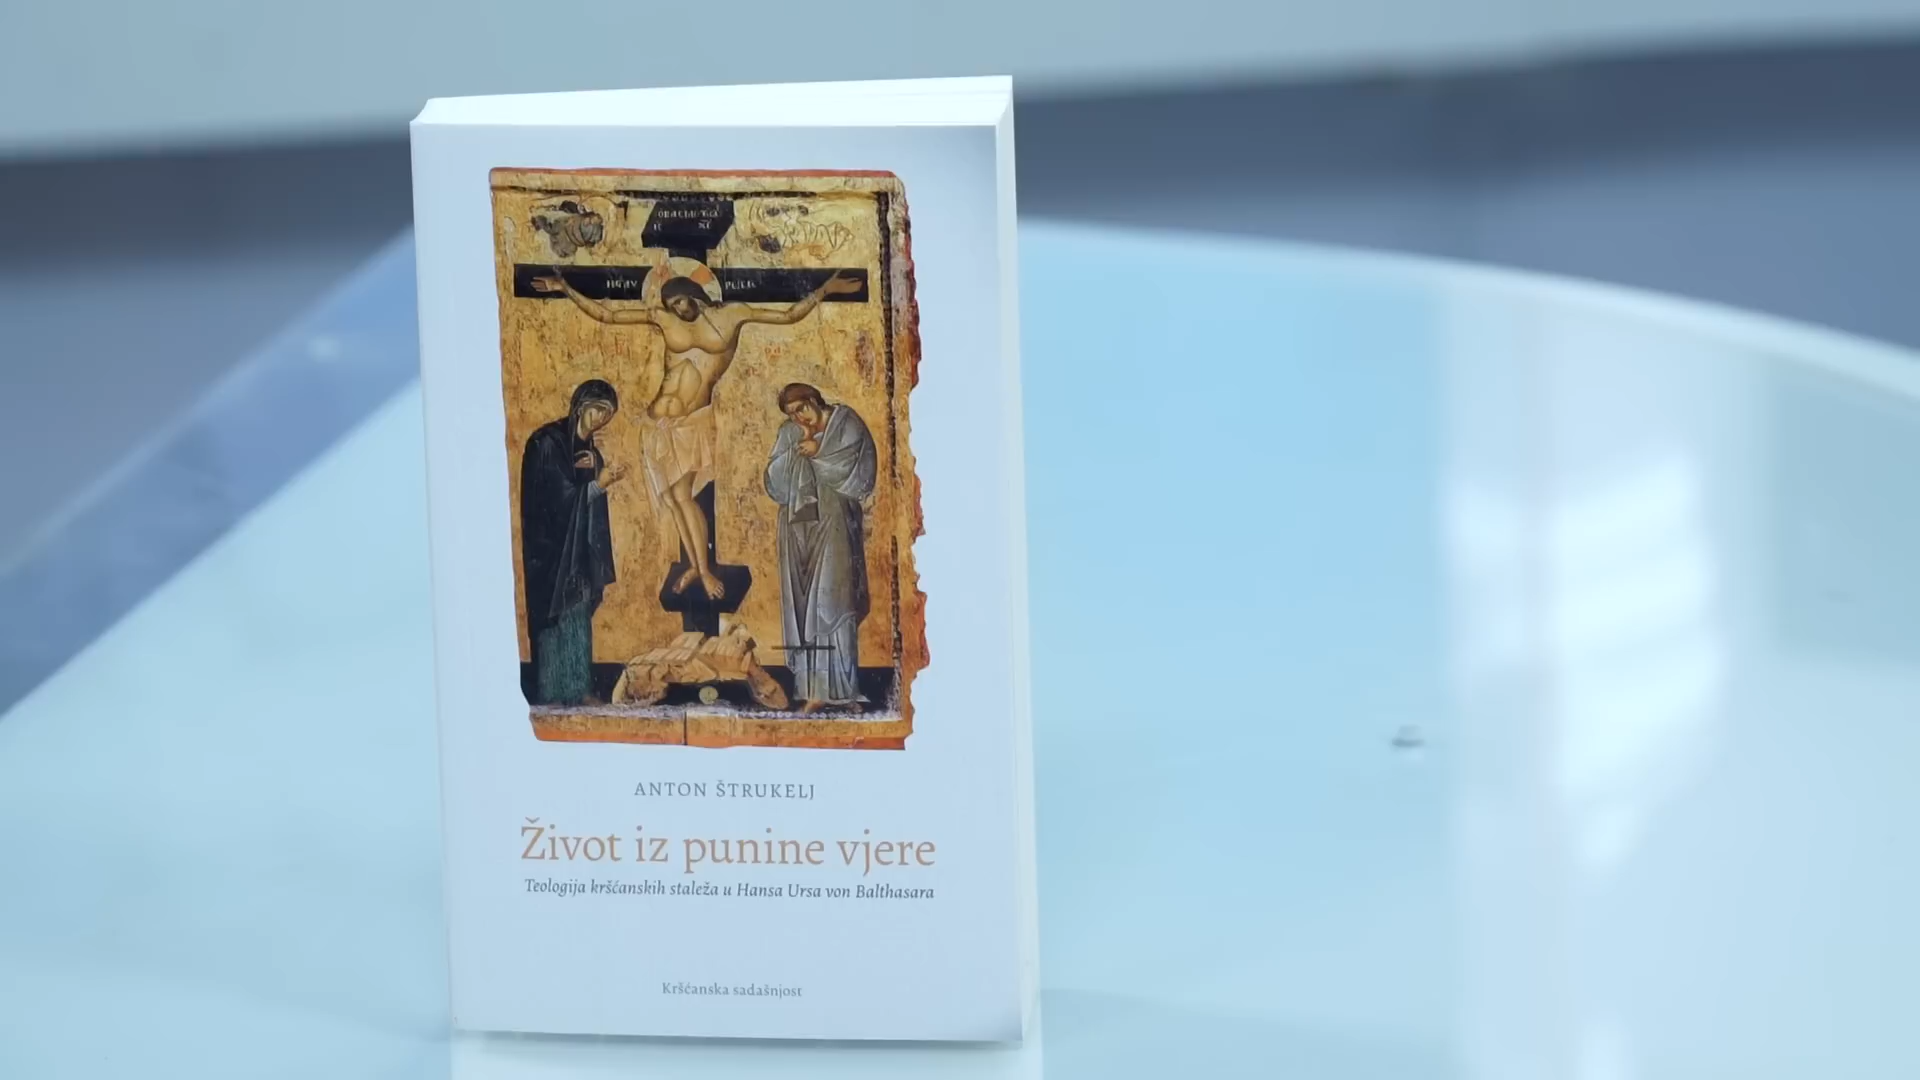 ANTON ŠTRUKELJ
Život iz punine vjere
Teologija kršćanskih staleža u Hansa Ursa von Balthasara
Kršćanska sadašnjost